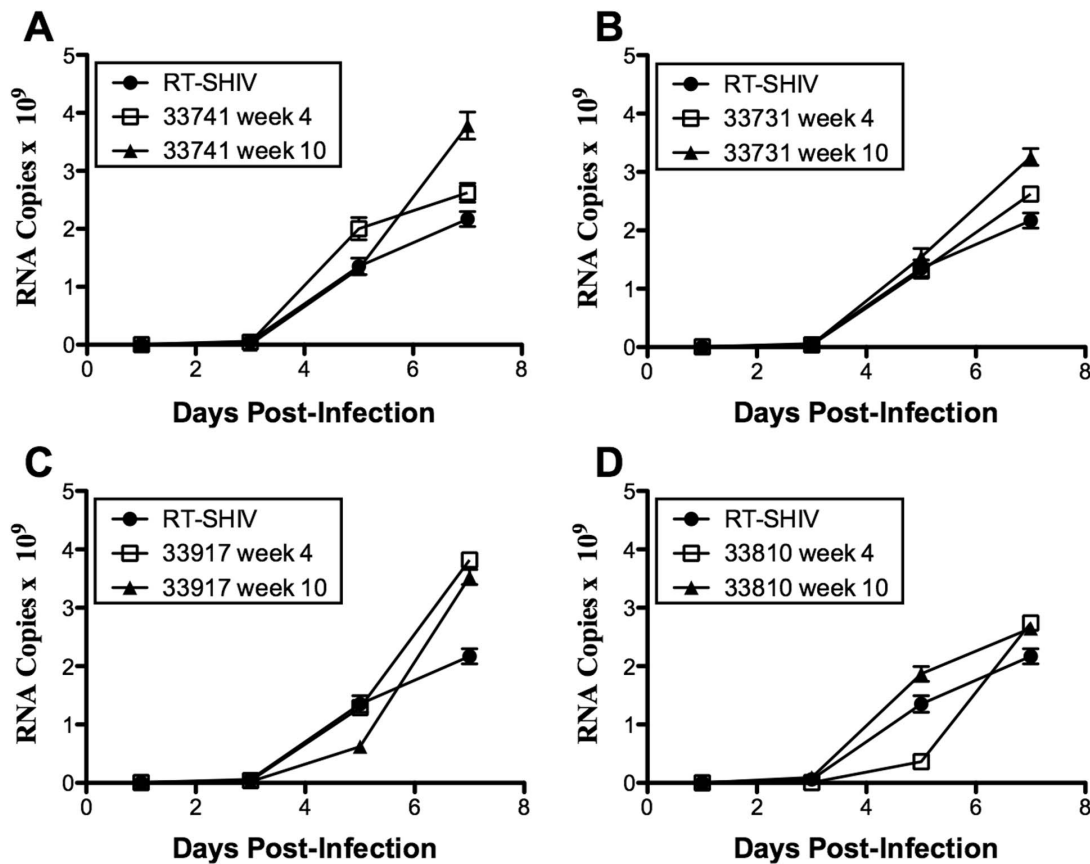 A
5
4
3
2
1
0
RNA Copies x 10⁹
RT-SHIV
33741 week 4
33741 week 10
0 2 4 6 8
Days Post-Infection
B
5
4
3
2
1
0
RNA Copies x 10⁹
RT-SHIV
33731 week 4
33731 week 10
0 2 4 6 8
Days Post-Infection
C
5
4
3
2
1
0
RNA Copies x 10⁹
RT-SHIV
33917 week 4
33917 week 10
0 2 4 6 8
Days Post-Infection
D
5
4
3
2
1
0
RNA Copies x 10⁹
RT-SHIV
33810 week 4
33810 week 10
0 2 4 6 8
Days Post-Infection